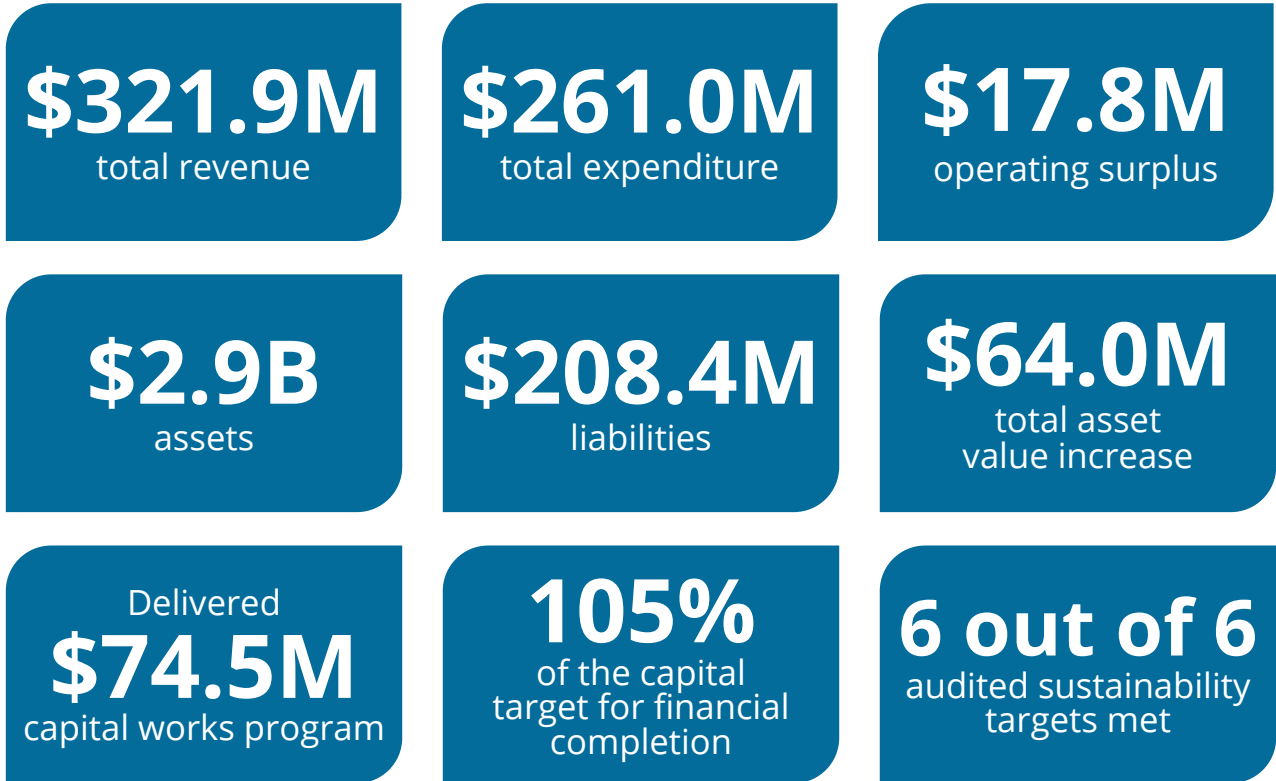 $321.9M
total revenue
$261.0M
total expenditure
$17.8M
operating surplus
$2.9B
assets
$208.4M
liabilities
$64.0M
total asset
value increase
Delivered
$74.5M
capital works program
105%
of the capital
target for financial
completion
6 out of 6
audited sustainability
targets met